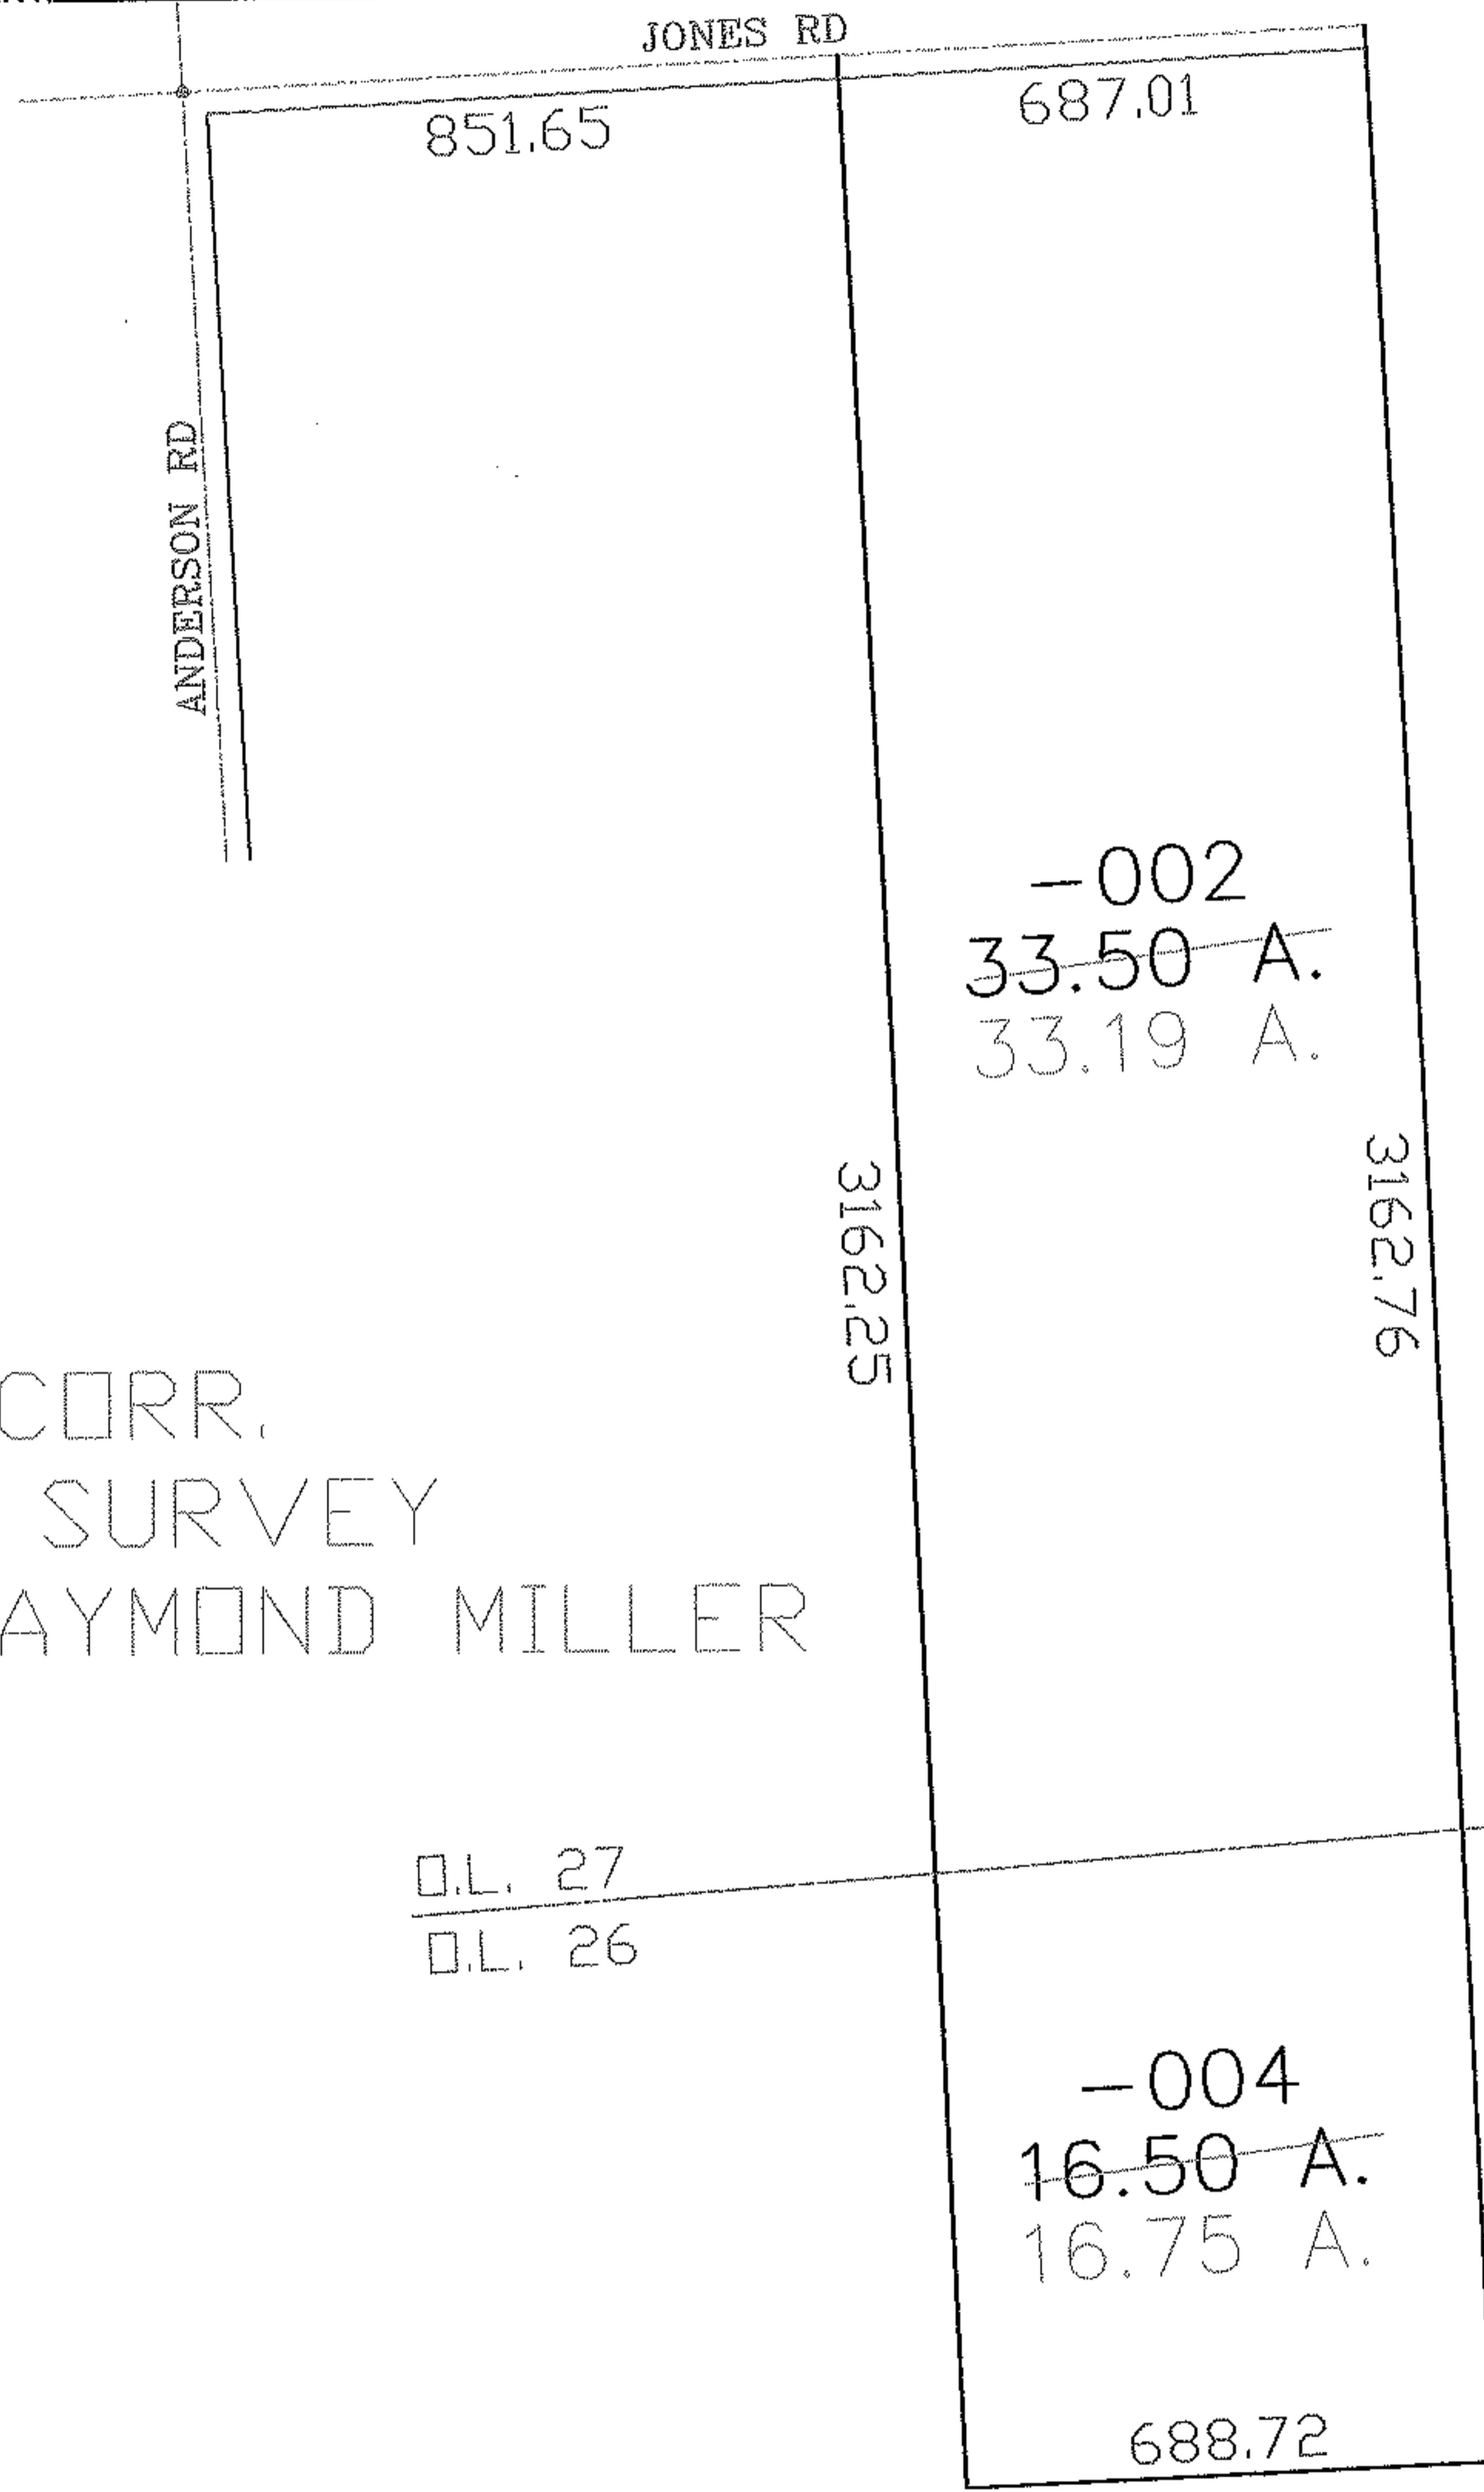 JONES RD
851.65
687.01
ANDERSON RD
-002
33.50 A.
33.19 A.
3162.25
3162.76
CORR.
SURVEY
AYMOND MILLER
O.L. 27
O.L. 26
-004
16.50 A.
16.75 A.
688.72